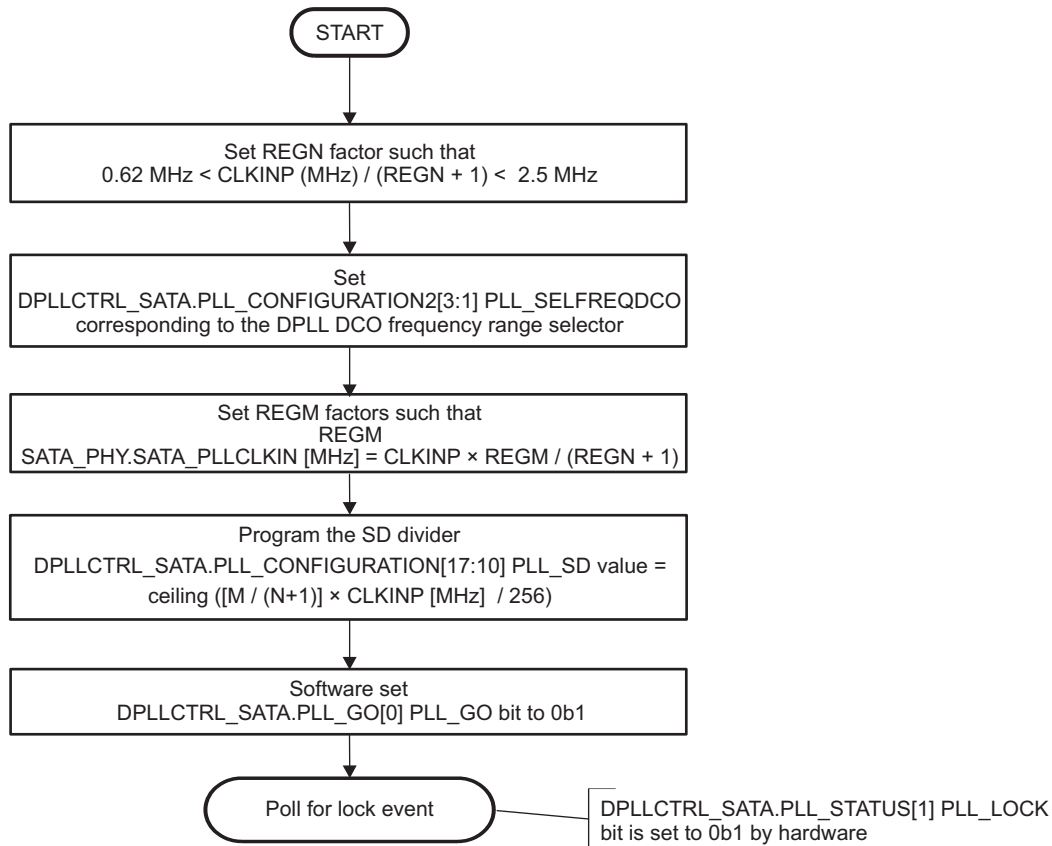 START
Set REGN factor such that
0.62 MHz < CLKINP (MHz) / (REGN + 1) < 2.5 MHz
Set
DPLLCTRL_SATA.PLL_CONFIGURATION2[3:1] PLL_SELFREQDCO
corresponding to the DPLL DCO frequency range selector
Set REGM factors such that
REGM
SATA_PHY.SATA_PLLCLKIN [MHz] = CLKINP × REGM / (REGN + 1)
Program the SD divider
DPLLCTRL_SATA.PLL_CONFIGURATION[17:10] PLL_SD value =
ceiling ([M / (N+1)] × CLKINP [MHz] / 256)
Software set
DPLLCTRL_SATA.PLL_GO[0] PLL_GO bit to 0b1
Poll for lock event
DPLLCTRL_SATA.PLL_STATUS[1] PLL_LOCK
bit is set to 0b1 by hardware